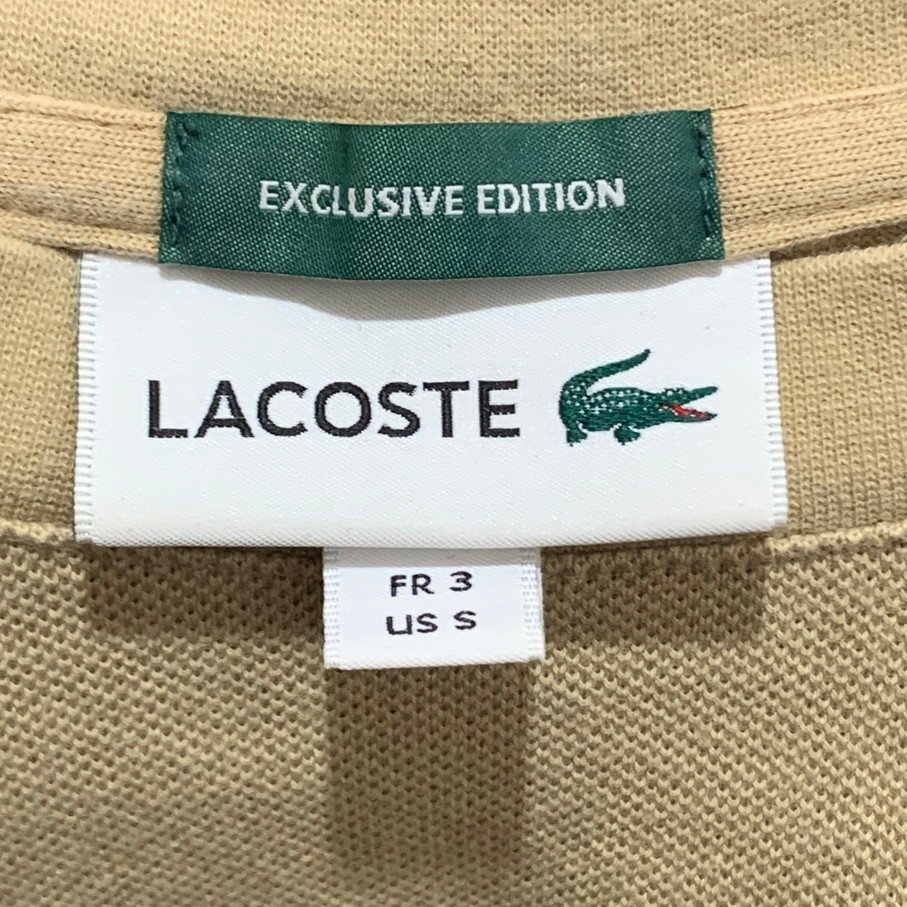 EXCLUSIVE EDITION
LACOSTE
FR 3
US S